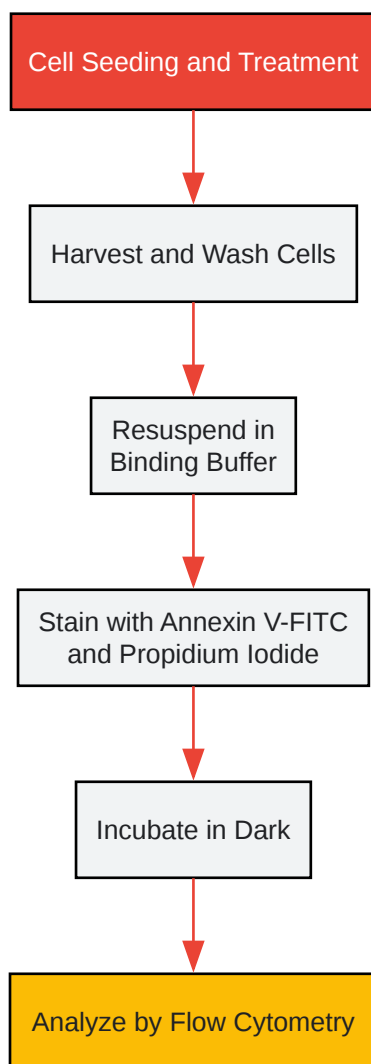 Cell Seeding and Treatment
Harvest and Wash Cells
Resuspend in
Binding Buffer
Stain with Annexin V-FITC
and Propidium Iodide
Incubate in Dark
Analyze by Flow Cytometry